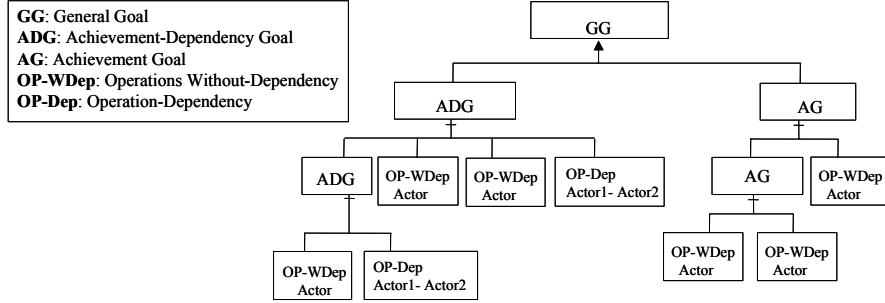 GG: General Goal
ADG: Achievement-Dependency Goal
AG: Achievement Goal
OP-WDep: Operations Without-Dependency
OP-Dep: Operation-Dependency
GG
ADG
AG
ADG
OP-WDep
Actor
OP-WDep
Actor
OP-Dep
Actor1- Actor2
AG
OP-WDep
Actor
OP-WDep
Actor
OP-Dep
Actor1- Actor2
OP-WDep
Actor
OP-WDep
Actor